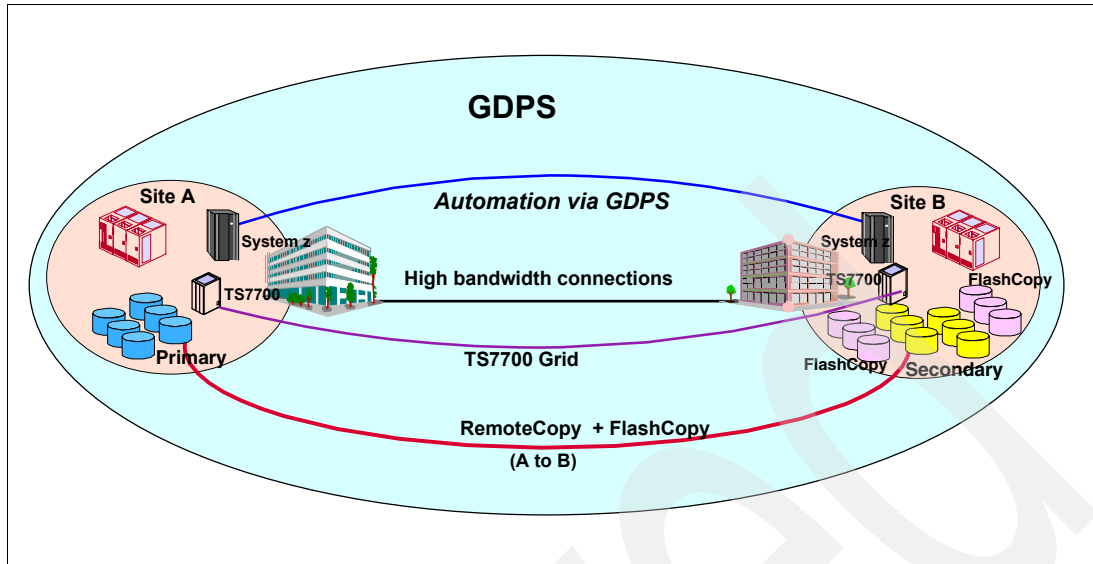 GDPS
Automation via GDPS
Site A
System z
TS7700
Primary
High bandwidth connections
TS7700 Grid
RemoteCopy + FlashCopy
(A to B)
Site B
System z
TS7700
FlashCopy
FlashCopy
Secondary